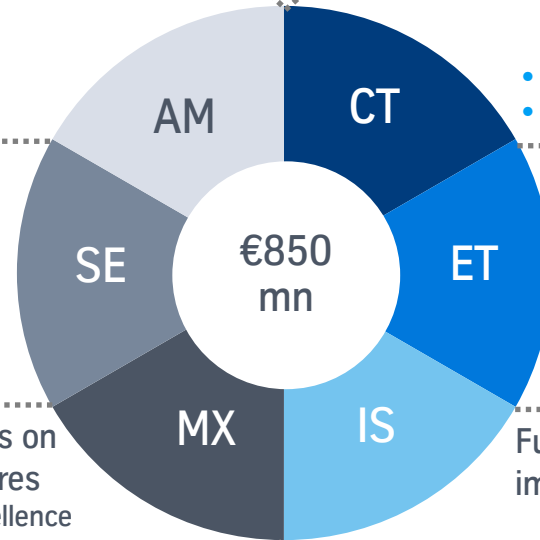 AM
CT
SE
€850
mn
ET
MX
IS
s on
res
ellence
Fu
im